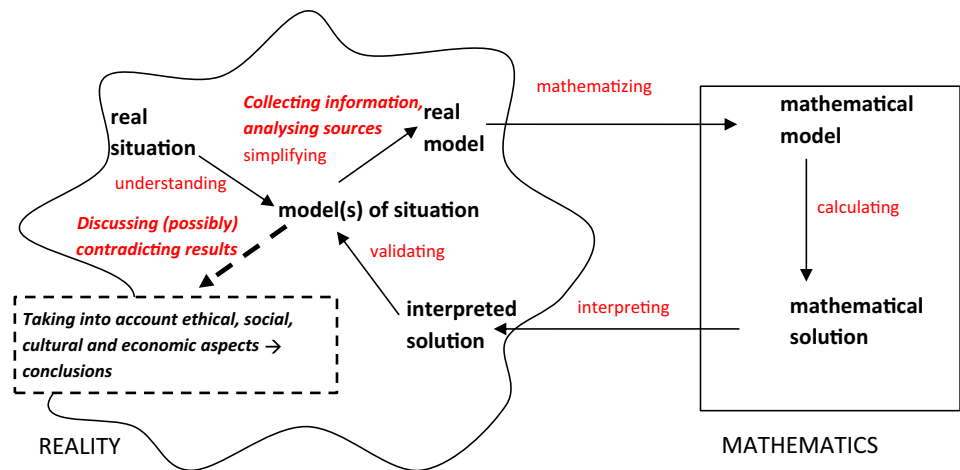 real
situation
understanding
Collecting information,
analysing sources
simplifying
real
model
mathematizing
mathematical
model
calculating
mathematical
solution
interpreting
interpreted
solution
validating
model(s) of situation
Discussing (possibly)
contradicting results
Taking into account ethical, social,
cultural and economic aspects →
conclusions
REALITY
MATHEMATICS